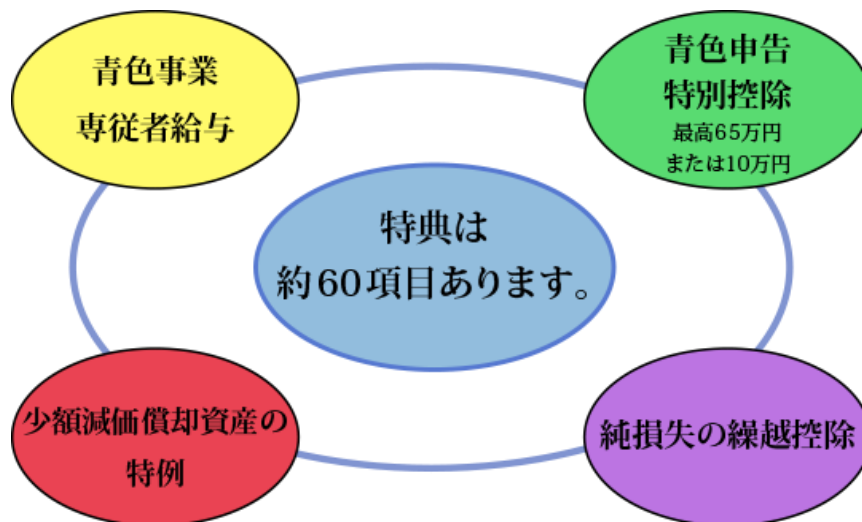 青色事業
専従者給与
青色申告
特別控除
最高65万円
または10万円
特典は
約60項目あります。
少額減価償却資産の
特例
純損失の繰越控除